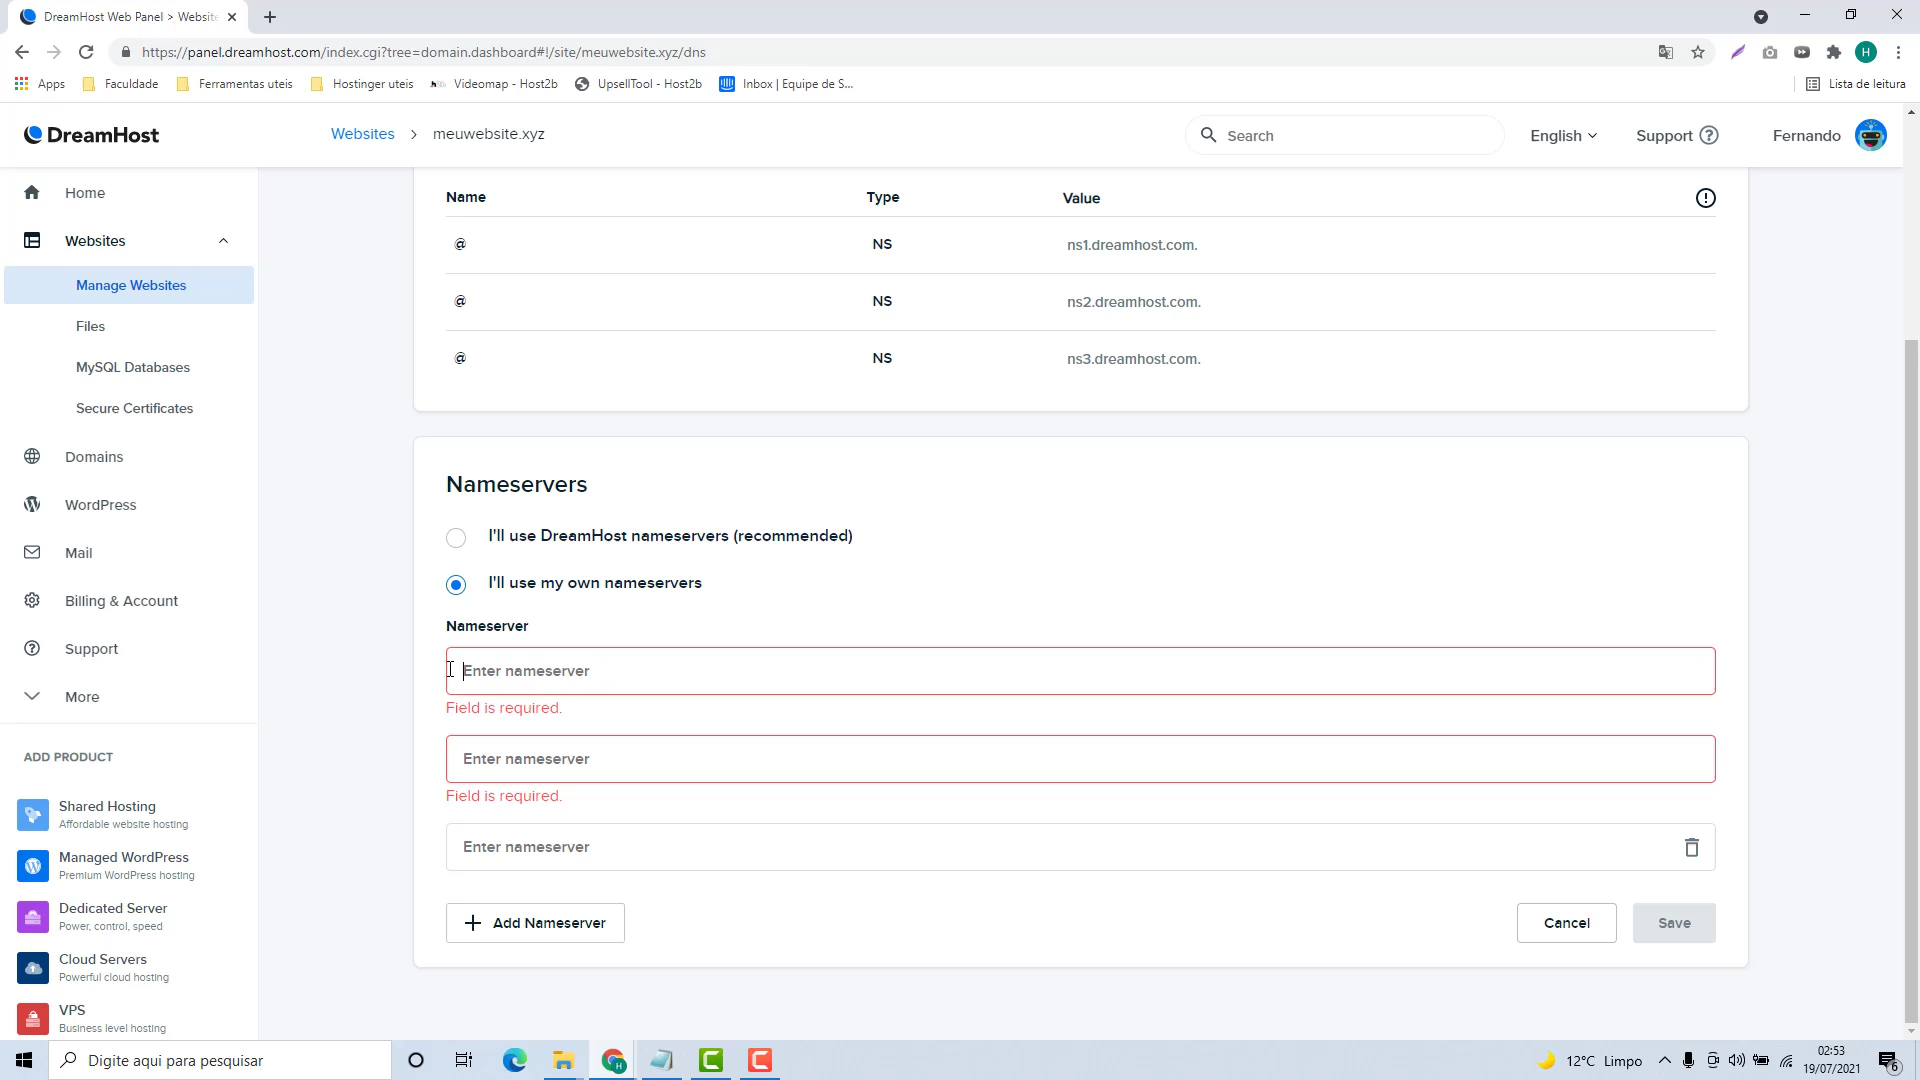 DreamHost Web Panel > Website
https://panel.dreamhost.com/index.cgi?tree=domain.dashboard#!/site/meuwebsite.xyz/dns
H
Apps
Faculdade
Ferramentas uteis
Hostinger uteis
Videomap - Host2b
UpsellTool - Host2b
Inbox | Equipe de S...
Lista de leitura
DreamHost
Websites > meuwebsite.xyz
Search
English
Support
Fernando
Home
Websites
Manage Websites
Files
MySQL Databases
Secure Certificates
Domains
WordPress
Mail
Billing & Account
Support
More
ADD PRODUCT
Shared Hosting
Affordable website hosting
Managed WordPress
Premium WordPress hosting
Dedicated Server
Power, control, speed
Cloud Servers
Powerful cloud hosting
VPS
Business level hosting
Name Type Value
@ NS ns1.dreamhost.com.
@ NS ns2.dreamhost.com.
@ NS ns3.dreamhost.com.
Nameservers
I'll use DreamHost nameservers (recommended)
I'll use my own nameservers
Nameserver
Enter nameserver
Field is required.
Enter nameserver
Field is required.
Enter nameserver
+ Add Nameserver
Cancel
Save
Digite aqui para pesquisar
12°C Limpo
02:53
19/07/2021
6